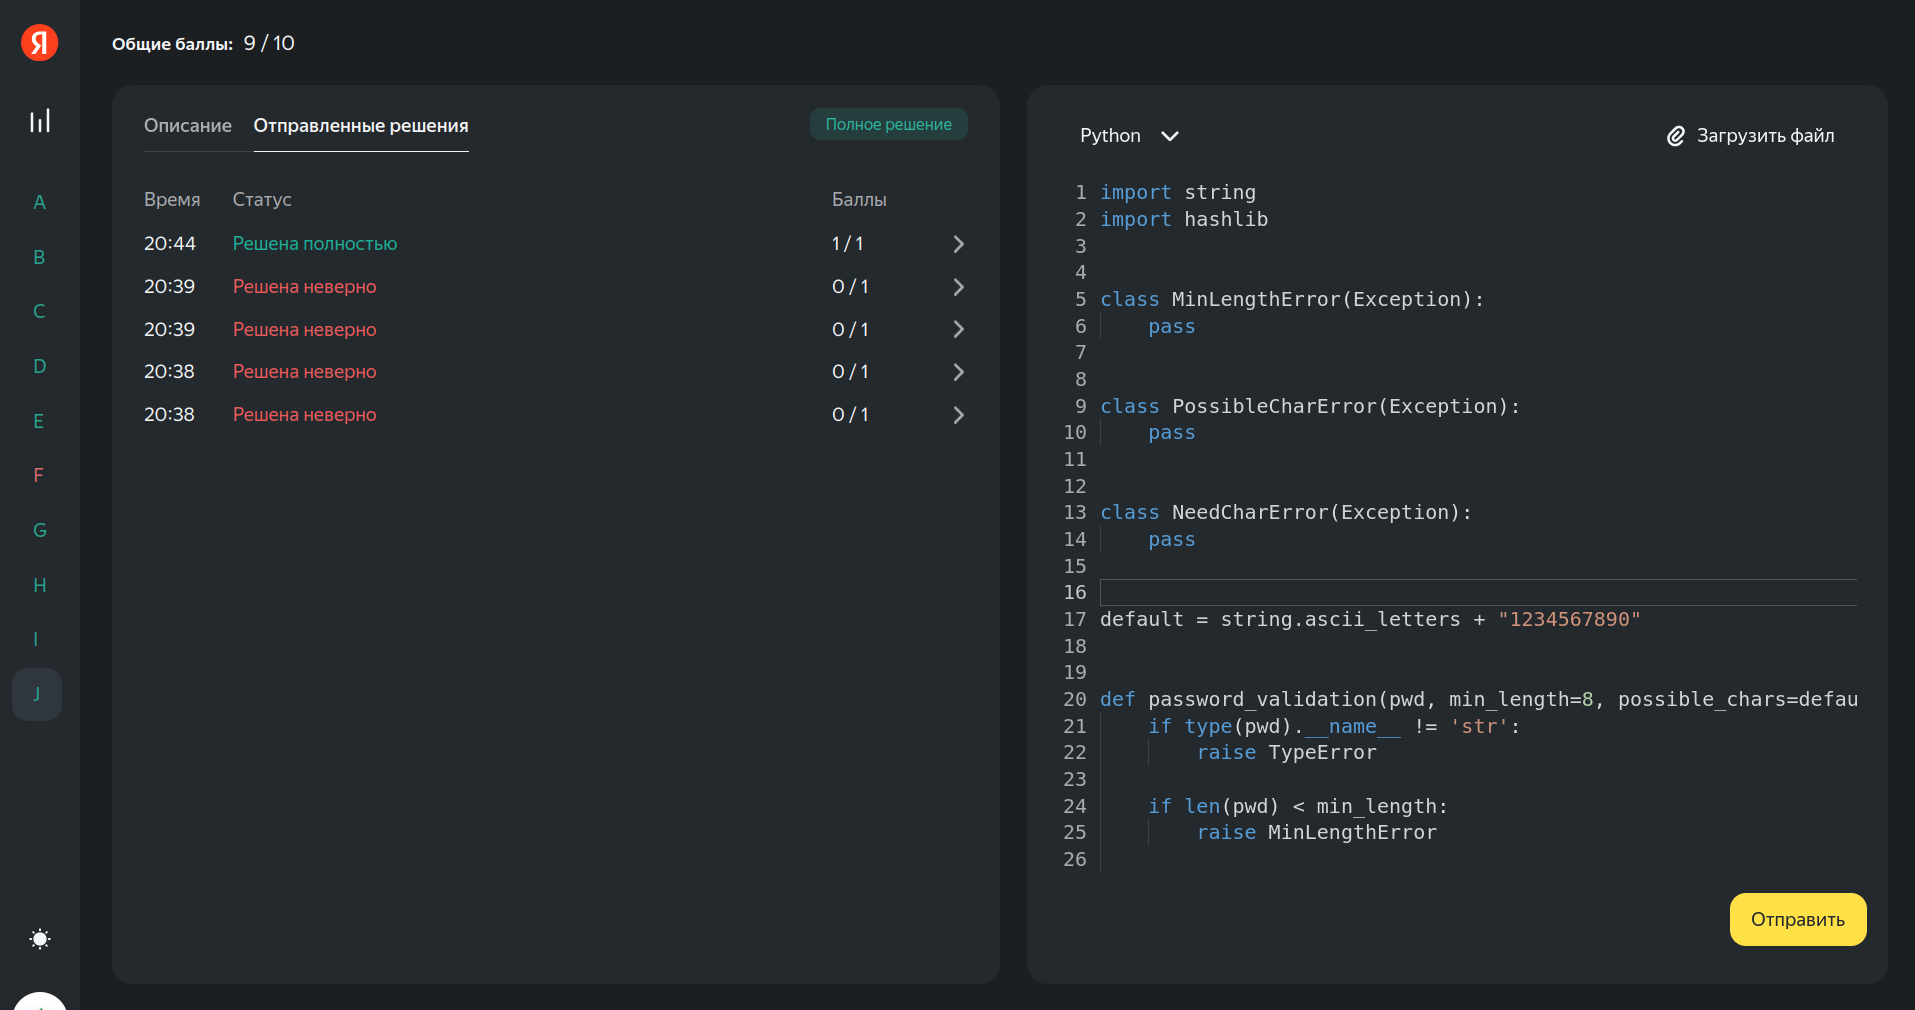 Я
Общие баллы: 9 / 10
Описание Отправленные решения Полное решение
Время Статус Баллы
20:44 Решена полностью 1 / 1
20:39 Решена неверно 0 / 1
20:39 Решена неверно 0 / 1
20:38 Решена неверно 0 / 1
20:38 Решена неверно 0 / 1
A
B
C
D
E
F
G
H
I
J
Python Загрузить файл
1 import string
2 import hashlib
3
4
5 class MinLengthError(Exception):
6 pass
7
8
9 class PossibleCharError(Exception):
10 pass
11
12
13 class NeedCharError(Exception):
14 pass
15
16
17 default = string.ascii_letters + "1234567890"
18
19
20 def password_validation(pwd, min_length=8, possible_chars=defau
21 if type(pwd).__name__ != 'str':
22 raise TypeError
23
24 if len(pwd) < min_length:
25 raise MinLengthError
26
Отправить